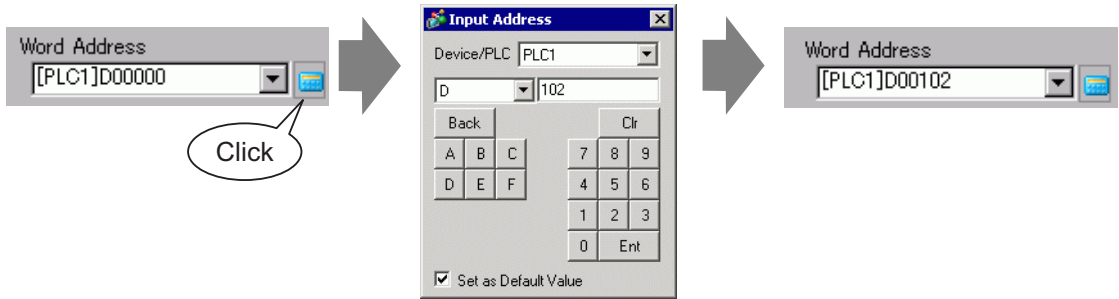 Word Address
[PLC1]D00000
Click
Input Address
Device/PLC PLC1
D 102
Back Clr
A B C 7 8 9
D E F 4 5 6
1 2 3
0 Ent
Set as Default Value
Word Address
[PLC1]D00102